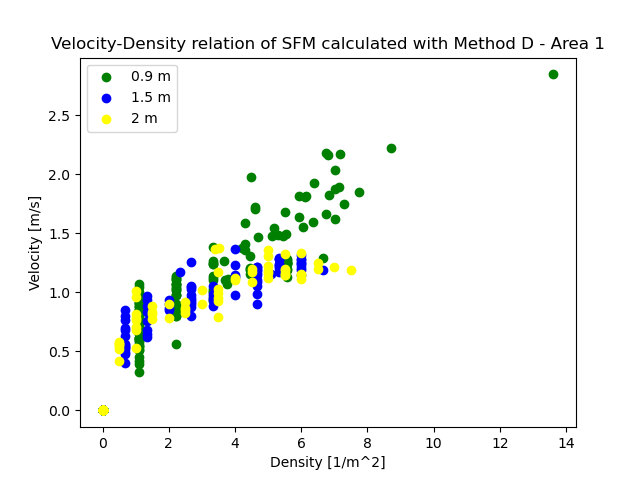 Velocity-Density relation of SFM calculated with Method D - Area 1
0.9 m
1.5 m
2 m
Velocity [m/s]
2.5
2.0
1.5
1.0
0.5
0.0
0 2 4 6 8 10 12 14
Density [1/m^2]